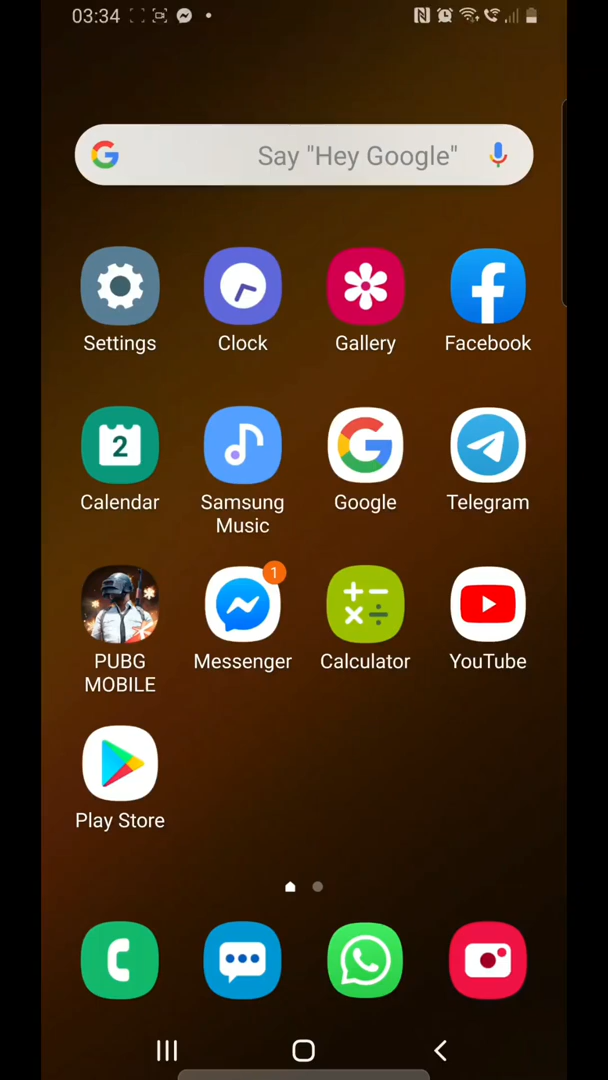 03:34
Say "Hey Google"
Settings
Clock
Gallery
Facebook
2
Calendar
Samsung
Music
Google
Telegram
PUBG
MOBILE
1
Messenger
Calculator
YouTube
Play Store